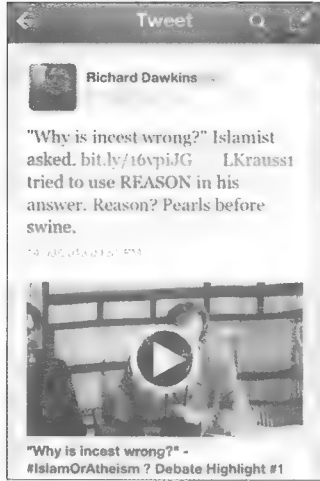 Tweet
Richard Dawkins
"Why is incest wrong?" Islamist
asked. bit.ly/16vpiJG LKrauss1
tried to use REASON in his
answer. Reason? Pearls before
swine.
"Why is incest wrong?" -
#IslamOrAtheism ? Debate Highlight #1